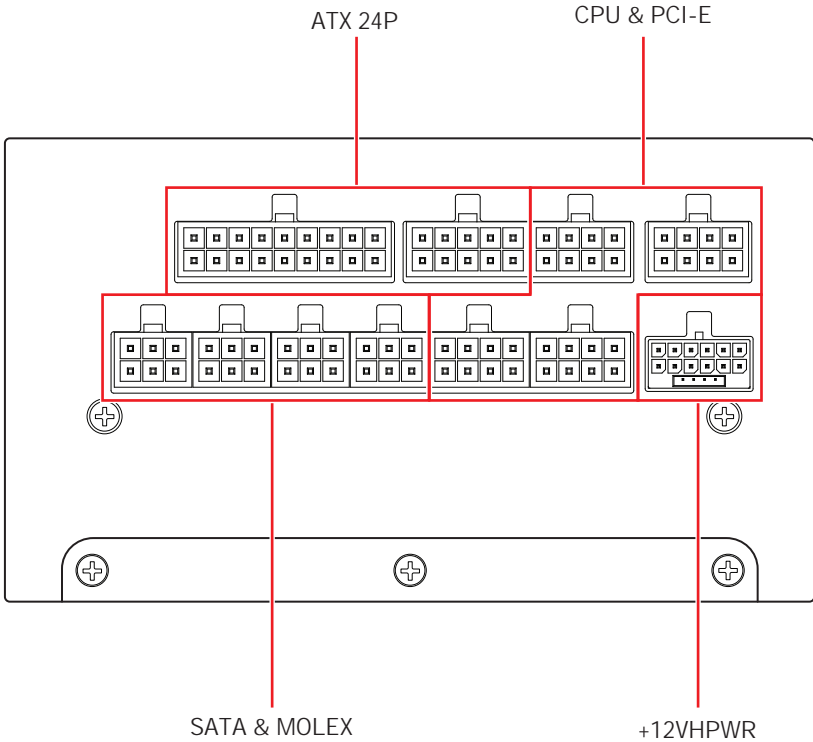 ATX 24P
CPU & PCI-E
SATA & MOLEX
+12VHPWR